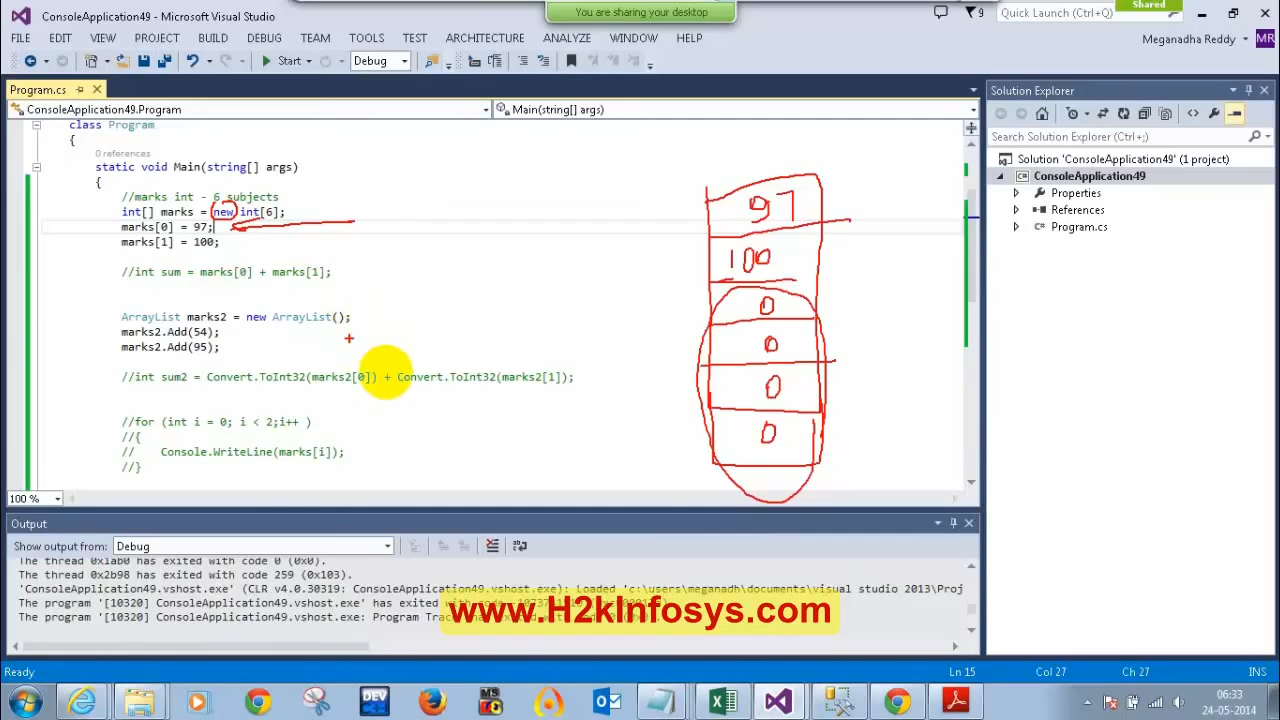 ConsoleApplication49 - Microsoft Visual Studio
You are sharing your desktop
Shared
9
Quick Launch (Ctrl+Q)
FILE EDIT VIEW PROJECT BUILD DEBUG TEAM TOOLS TEST ARCHITECTURE ANALYZE WINDOW HELP
Meganadha Reddy MR
Start Debug
Program.cs
ConsoleApplication49.Program
Main(string[] args)
class Program
{
0 references
static void Main(string[] args)
{
//marks int - 6 subjects
int[] marks = new int[6];
marks[0] = 97;
marks[1] = 100;
//int sum = marks[0] + marks[1];
ArrayList marks2 = new ArrayList();
marks2.Add(54);
marks2.Add(95);
//int sum2 = Convert.ToInt32(marks2[0]) + Convert.ToInt32(marks2[1]);
//for (int i = 0; i < 2;i++ )
//{
// Console.WriteLine(marks[i]);
//}
97
100
0
0
0
0
100 %
Solution Explorer
Search Solution Explorer (Ctrl+;)
Solution 'ConsoleApplication49' (1 project)
ConsoleApplication49
Properties
References
Program.cs
Output
Show output from: Debug
The thread 0x1ab0 has exited with code 0 (0x0).
The thread 0x2b98 has exited with code 259 (0x103).
'ConsoleApplication49.vshost.exe' (CLR v4.0.30319: ConsoleApplication49.vshost.exe): Loaded 'c:\users\meganadh\documents\visual studio 2013\Proj
The program '[10320] ConsoleApplication49.vshost.exe' has exited with code
The program '[10320] ConsoleApplication49.vshost.exe: Program
www.H2kInfosys.com
Ready Ln 15 Col 27 Ch 27 INS
DEV
MS
06:33
24-05-2014